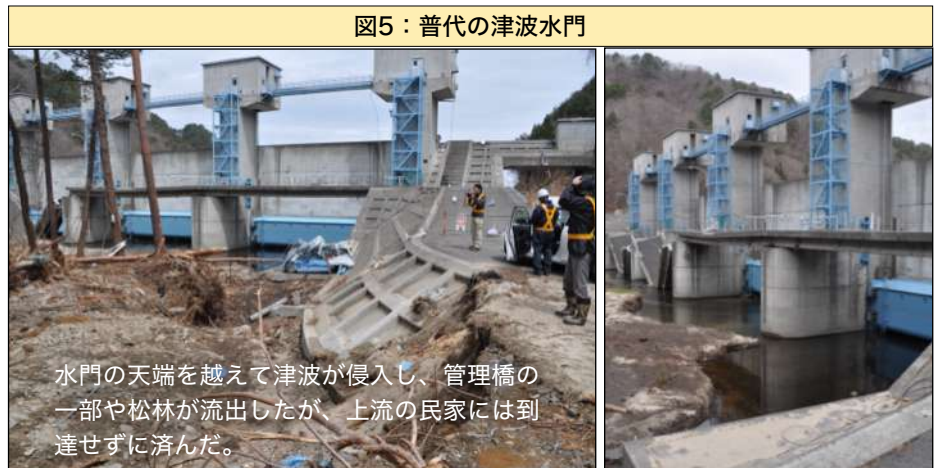 図5：普代の津波水門
水門の天端を越えて津波が侵入し、管理橋の
一部や松林が流出したが、上流の民家には到
達せずに済んだ。